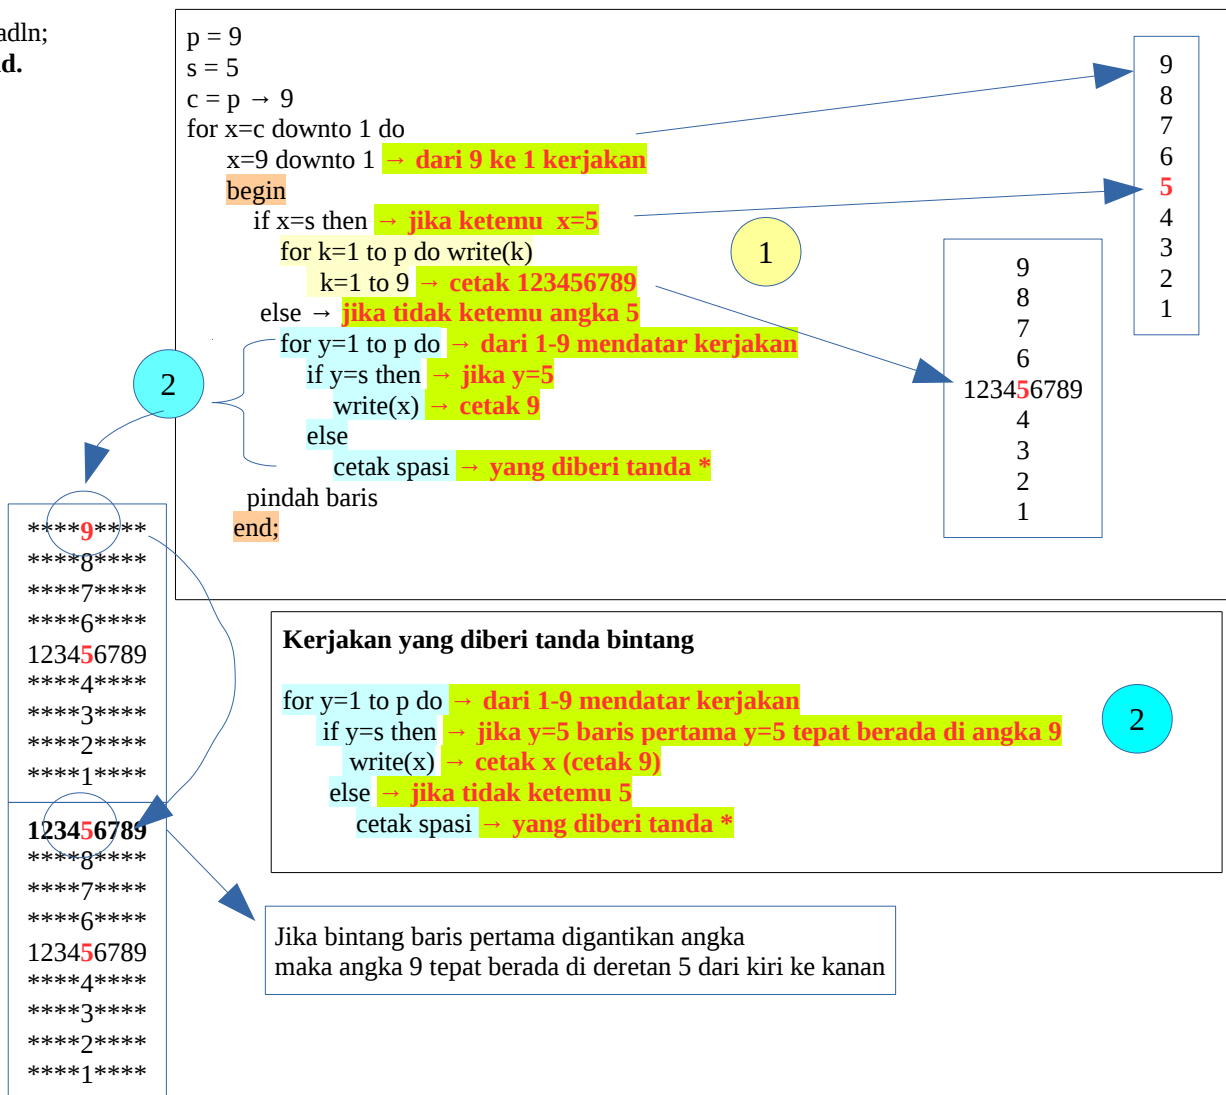 adln;
d.
p = 9
s = 5
c = p → 9
for x=c downto 1 do
x=9 downto 1 → dari 9 ke 1 kerjakan
begin
if x=s then → jika ketemu x=5
for k=1 to p do write(k)
k=1 to 9 → cetak 123456789
else → jika tidak ketemu angka 5
for y=1 to p do → dari 1-9 mendatar kerjakan
if y=s then → jika y=5
write(x) → cetak 9
else
cetak spasi → yang diberi tanda *
pindah baris
end;
9
8
7
6
5
4
3
2
1
1
9
8
7
6
123456789
4
3
2
1
2
****9****
****8****
****7****
****6****
123456789
****4****
****3****
****2****
****1****
123456789
****8****
****7****
****6****
123456789
****4****
****3****
****2****
****1****
Kerjakan yang diberi tanda bintang
for y=1 to p do → dari 1-9 mendatar kerjakan
if y=s then → jika y=5 baris pertama y=5 tepat berada di angka 9
write(x) → cetak x (cetak 9)
else → jika tidak ketemu 5
cetak spasi → yang diberi tanda *
2
Jika bintang baris pertama digantikan angka
maka angka 9 tepat berada di deretan 5 dari kiri ke kanan